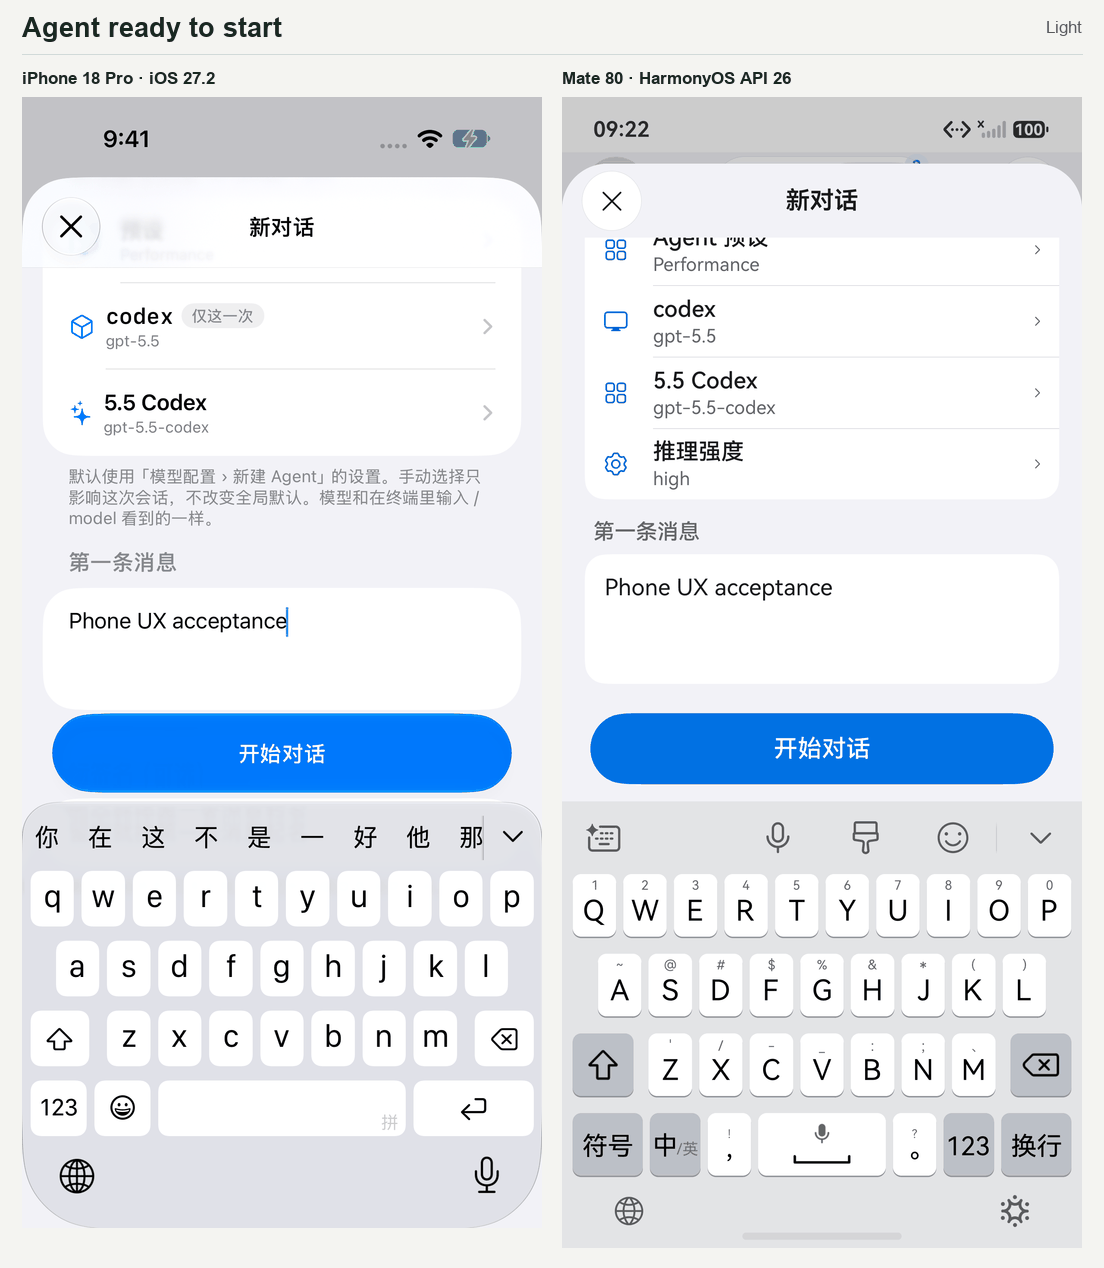 Agent ready to start
Light
iPhone 18 Pro · iOS 27.2
9:41
新对话
预设
Performance
codex 仅这一次
gpt-5.5
5.5 Codex
gpt-5.5-codex
默认使用「模型配置 › 新建 Agent」的设置。手动选择只
影响这次会话，不改变全局默认。模型和在终端里输入 /
model 看到的一样。
第一条消息
Phone UX acceptance
开始对话
你 在 这 不 是 一 好 他 那
q w e r t y u i o p
a s d f g h j k l
z x c v b n m
123 拼
Mate 80 · HarmonyOS API 26
09:22 100
新对话
Agent 预设
Performance
codex
gpt-5.5
5.5 Codex
gpt-5.5-codex
推理强度
high
第一条消息
Phone UX acceptance
开始对话
1 2 3 4 5 6 7 8 9 0
Q W E R T Y U I O P
~ @ # $ % & * ( )
A S D F G H J K L
' / - _ : ; 、
Z X C V B N M
! ?
符号 中/英 , 。 123 换行